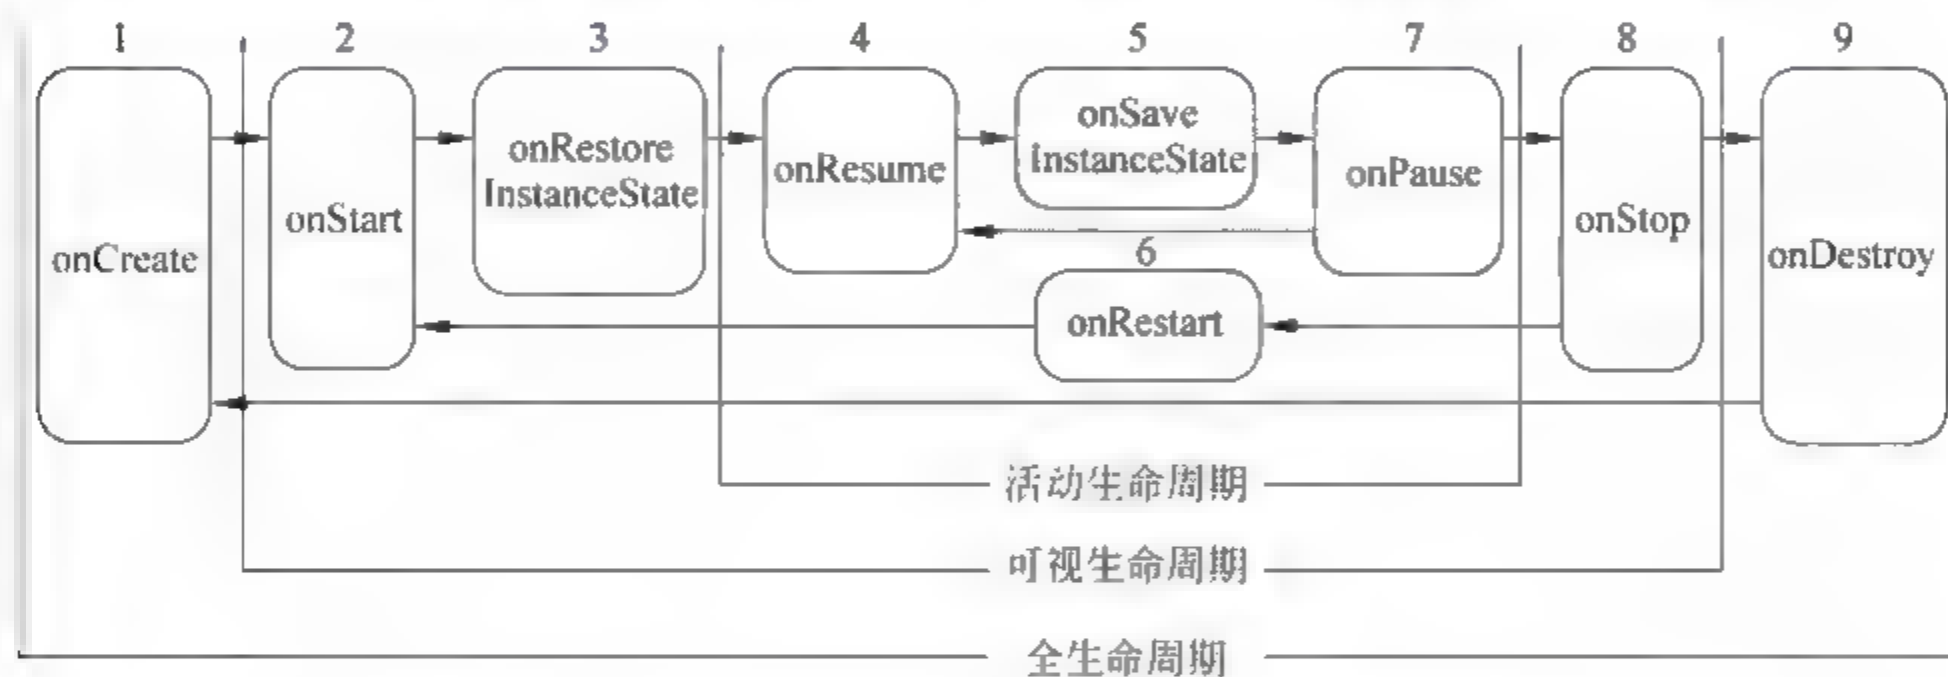 1 2 3 4 5 7 8 9
onCreate
onStart
onRestore
InstanceState
onResume
onSave
InstanceState
onPause
onStop
onDestroy
6
onRestart
活动生命周期
可视生命周期
全生命周期